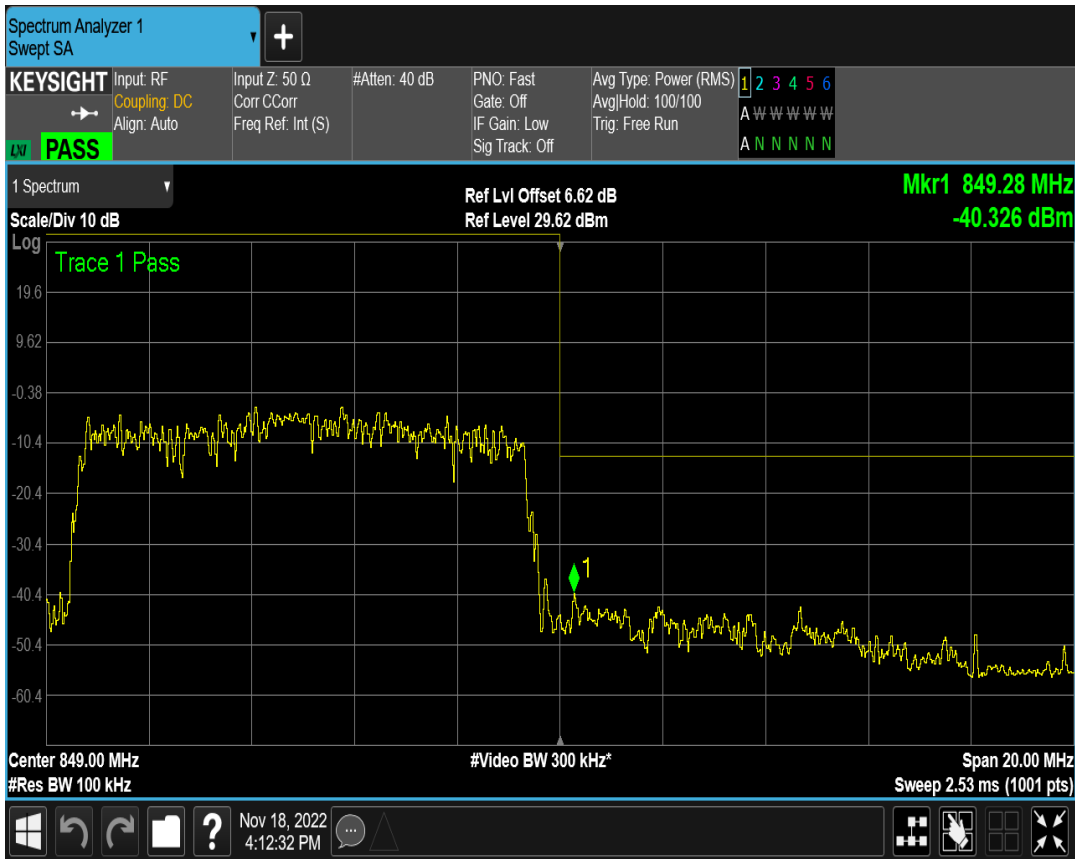 Spectrum Analyzer 1
Swept SA
+
KEYSIGHT
Input: RF
Coupling: DC
Align: Auto
Input Z: 50 Ω
Corr CCorr
Freq Ref: Int (S)
#Atten: 40 dB
PNO: Fast
Gate: Off
IF Gain: Low
Sig Track: Off
Avg Type: Power (RMS)
Avg|Hold: 100/100
Trig: Free Run
1 2 3 4 5 6
A W W W W W
A N N N N N
LXI PASS
1 Spectrum
Scale/Div 10 dB
Ref Lvl Offset 6.62 dB
Ref Level 29.62 dBm
Mkr1 849.28 MHz
-40.326 dBm
Log
Trace 1 Pass
19.6
9.62
-0.38
-10.4
-20.4
-30.4
-40.4
-50.4
-60.4
1
Center 849.00 MHz
#Res BW 100 kHz
#Video BW 300 kHz*
Span 20.00 MHz
Sweep 2.53 ms (1001 pts)
?
Nov 18, 2022
4:12:32 PM